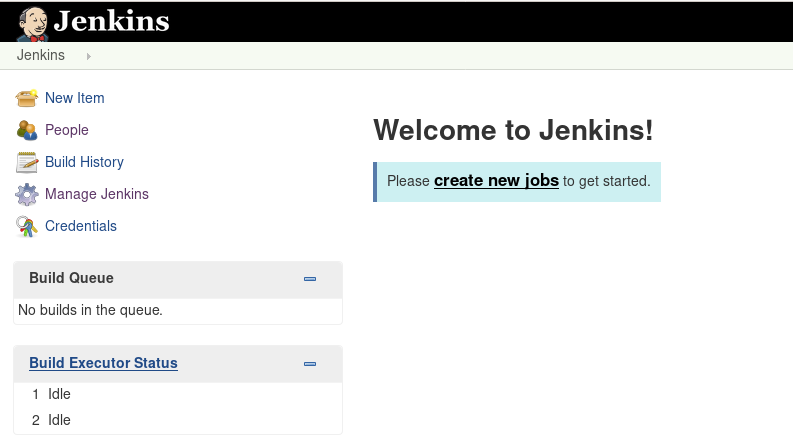 Jenkins
Jenkins
New Item
People
Build History
Manage Jenkins
Credentials
Build Queue
No builds in the queue.
Build Executor Status
1 Idle
2 Idle
Welcome to Jenkins!
Please create new jobs to get started.